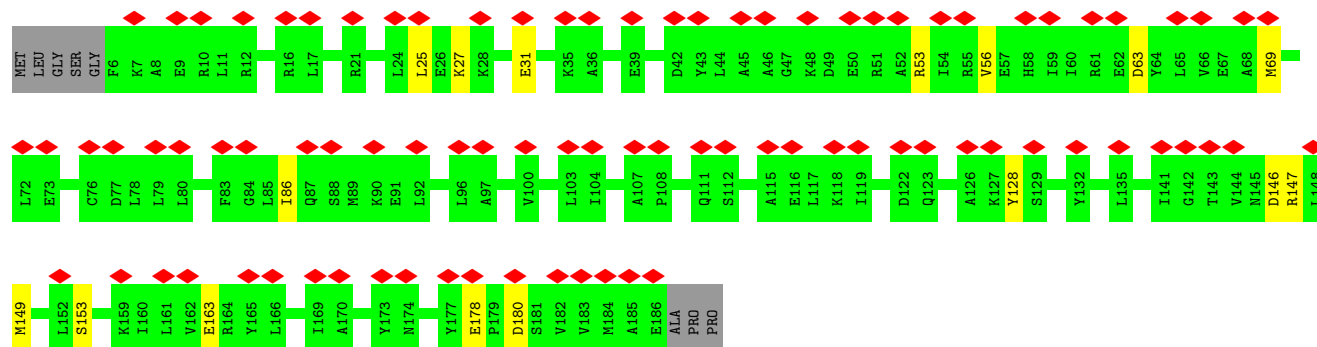 MET LEU GLY SER GLY F6 K7 A8 E9 R10 L11 R12 R16 L17 R21 L24 L25 E26 K27 K28 E31 K35 A36 E39 D42 Y43 L44 A45 A46 G47 K48 D49 E50 R51 A52 R53 I54 R55 V56 E57 H58 I59 I60 R61 E62 D63 Y64 L65 V66 E67 A68 M69
L72 E73 C76 D77 L78 L79 L80 F83 G84 L85 I86 Q87 S88 M89 K90 E91 L92 L96 A97 V100 L103 I104 A107 P108 Q111 S112 A115 E116 L117 K118 I119 D122 Q123 A126 K127 Y128 S129 Y132 L135 I141 G142 T143 V144 N145 D146 R147 L148
M149 L152 S153 K159 I160 L161 V162 E163 R164 Y165 L166 I169 A170 Y173 N174 Y177 E178 P179 D180 S181 V182 V183 M184 A185 E186 ALA PRO PRO